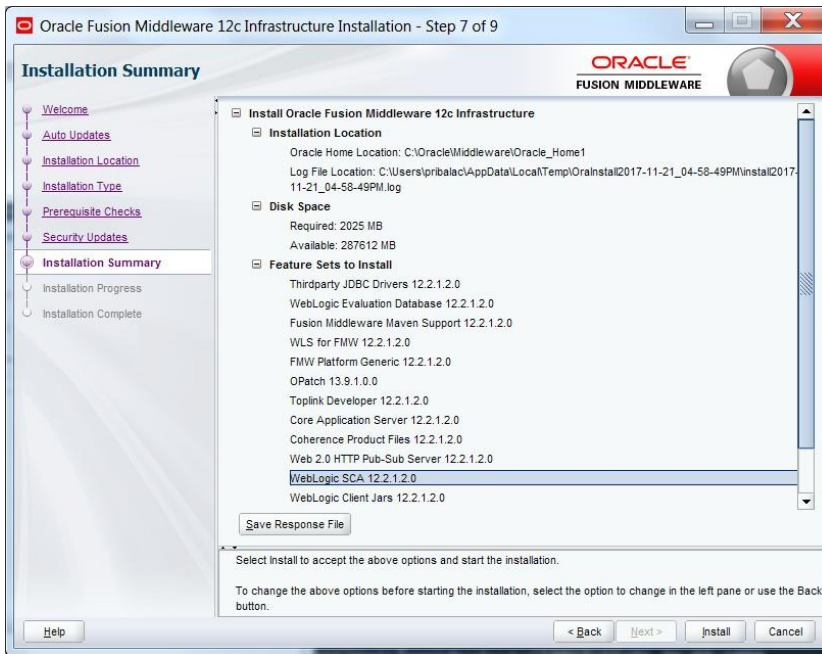 Oracle Fusion Middleware 12c Infrastructure Installation - Step 7 of 9
Installation Summary
ORACLE
FUSION MIDDLEWARE
Welcome
Auto Updates
Installation Location
Installation Type
Prerequisite Checks
Security Updates
Installation Summary
Installation Progress
Installation Complete
Install Oracle Fusion Middleware 12c Infrastructure
Installation Location
Oracle Home Location: C:\Oracle\Middleware\Oracle_Home1
Log File Location: C:\Users\pribalac\AppData\Local\Temp\OraInstall2017-11-21_04-58-49PM\install2017-
11-21_04-58-49PM.log
Disk Space
Required: 2025 MB
Available: 287612 MB
Feature Sets to Install
Thirdparty JDBC Drivers 12.2.1.2.0
WebLogic Evaluation Database 12.2.1.2.0
Fusion Middleware Maven Support 12.2.1.2.0
WLS for FMW 12.2.1.2.0
FMW Platform Generic 12.2.1.2.0
OPatch 13.9.1.0.0
Toplink Developer 12.2.1.2.0
Core Application Server 12.2.1.2.0
Coherence Product Files 12.2.1.2.0
Web 2.0 HTTP Pub-Sub Server 12.2.1.2.0
WebLogic SCA 12.2.1.2.0
WebLogic Client Jars 12.2.1.2.0
Save Response File
Select Install to accept the above options and start the installation.
To change the above options before starting the installation, select the option to change in the left pane or use the Back
button.
Help
< Back
Next >
Install
Cancel